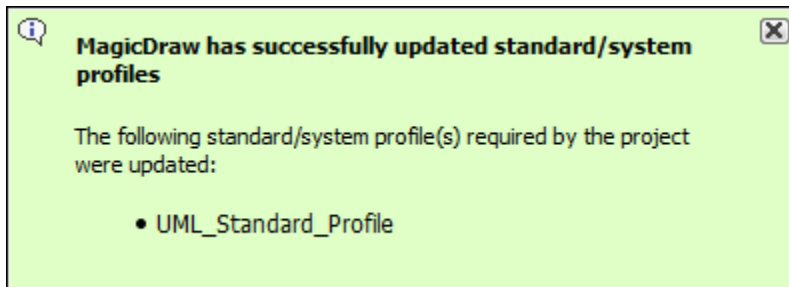 MagicDraw has successfully updated standard/system
profiles
The following standard/system profile(s) required by the project
were updated:
• UML_Standard_Profile